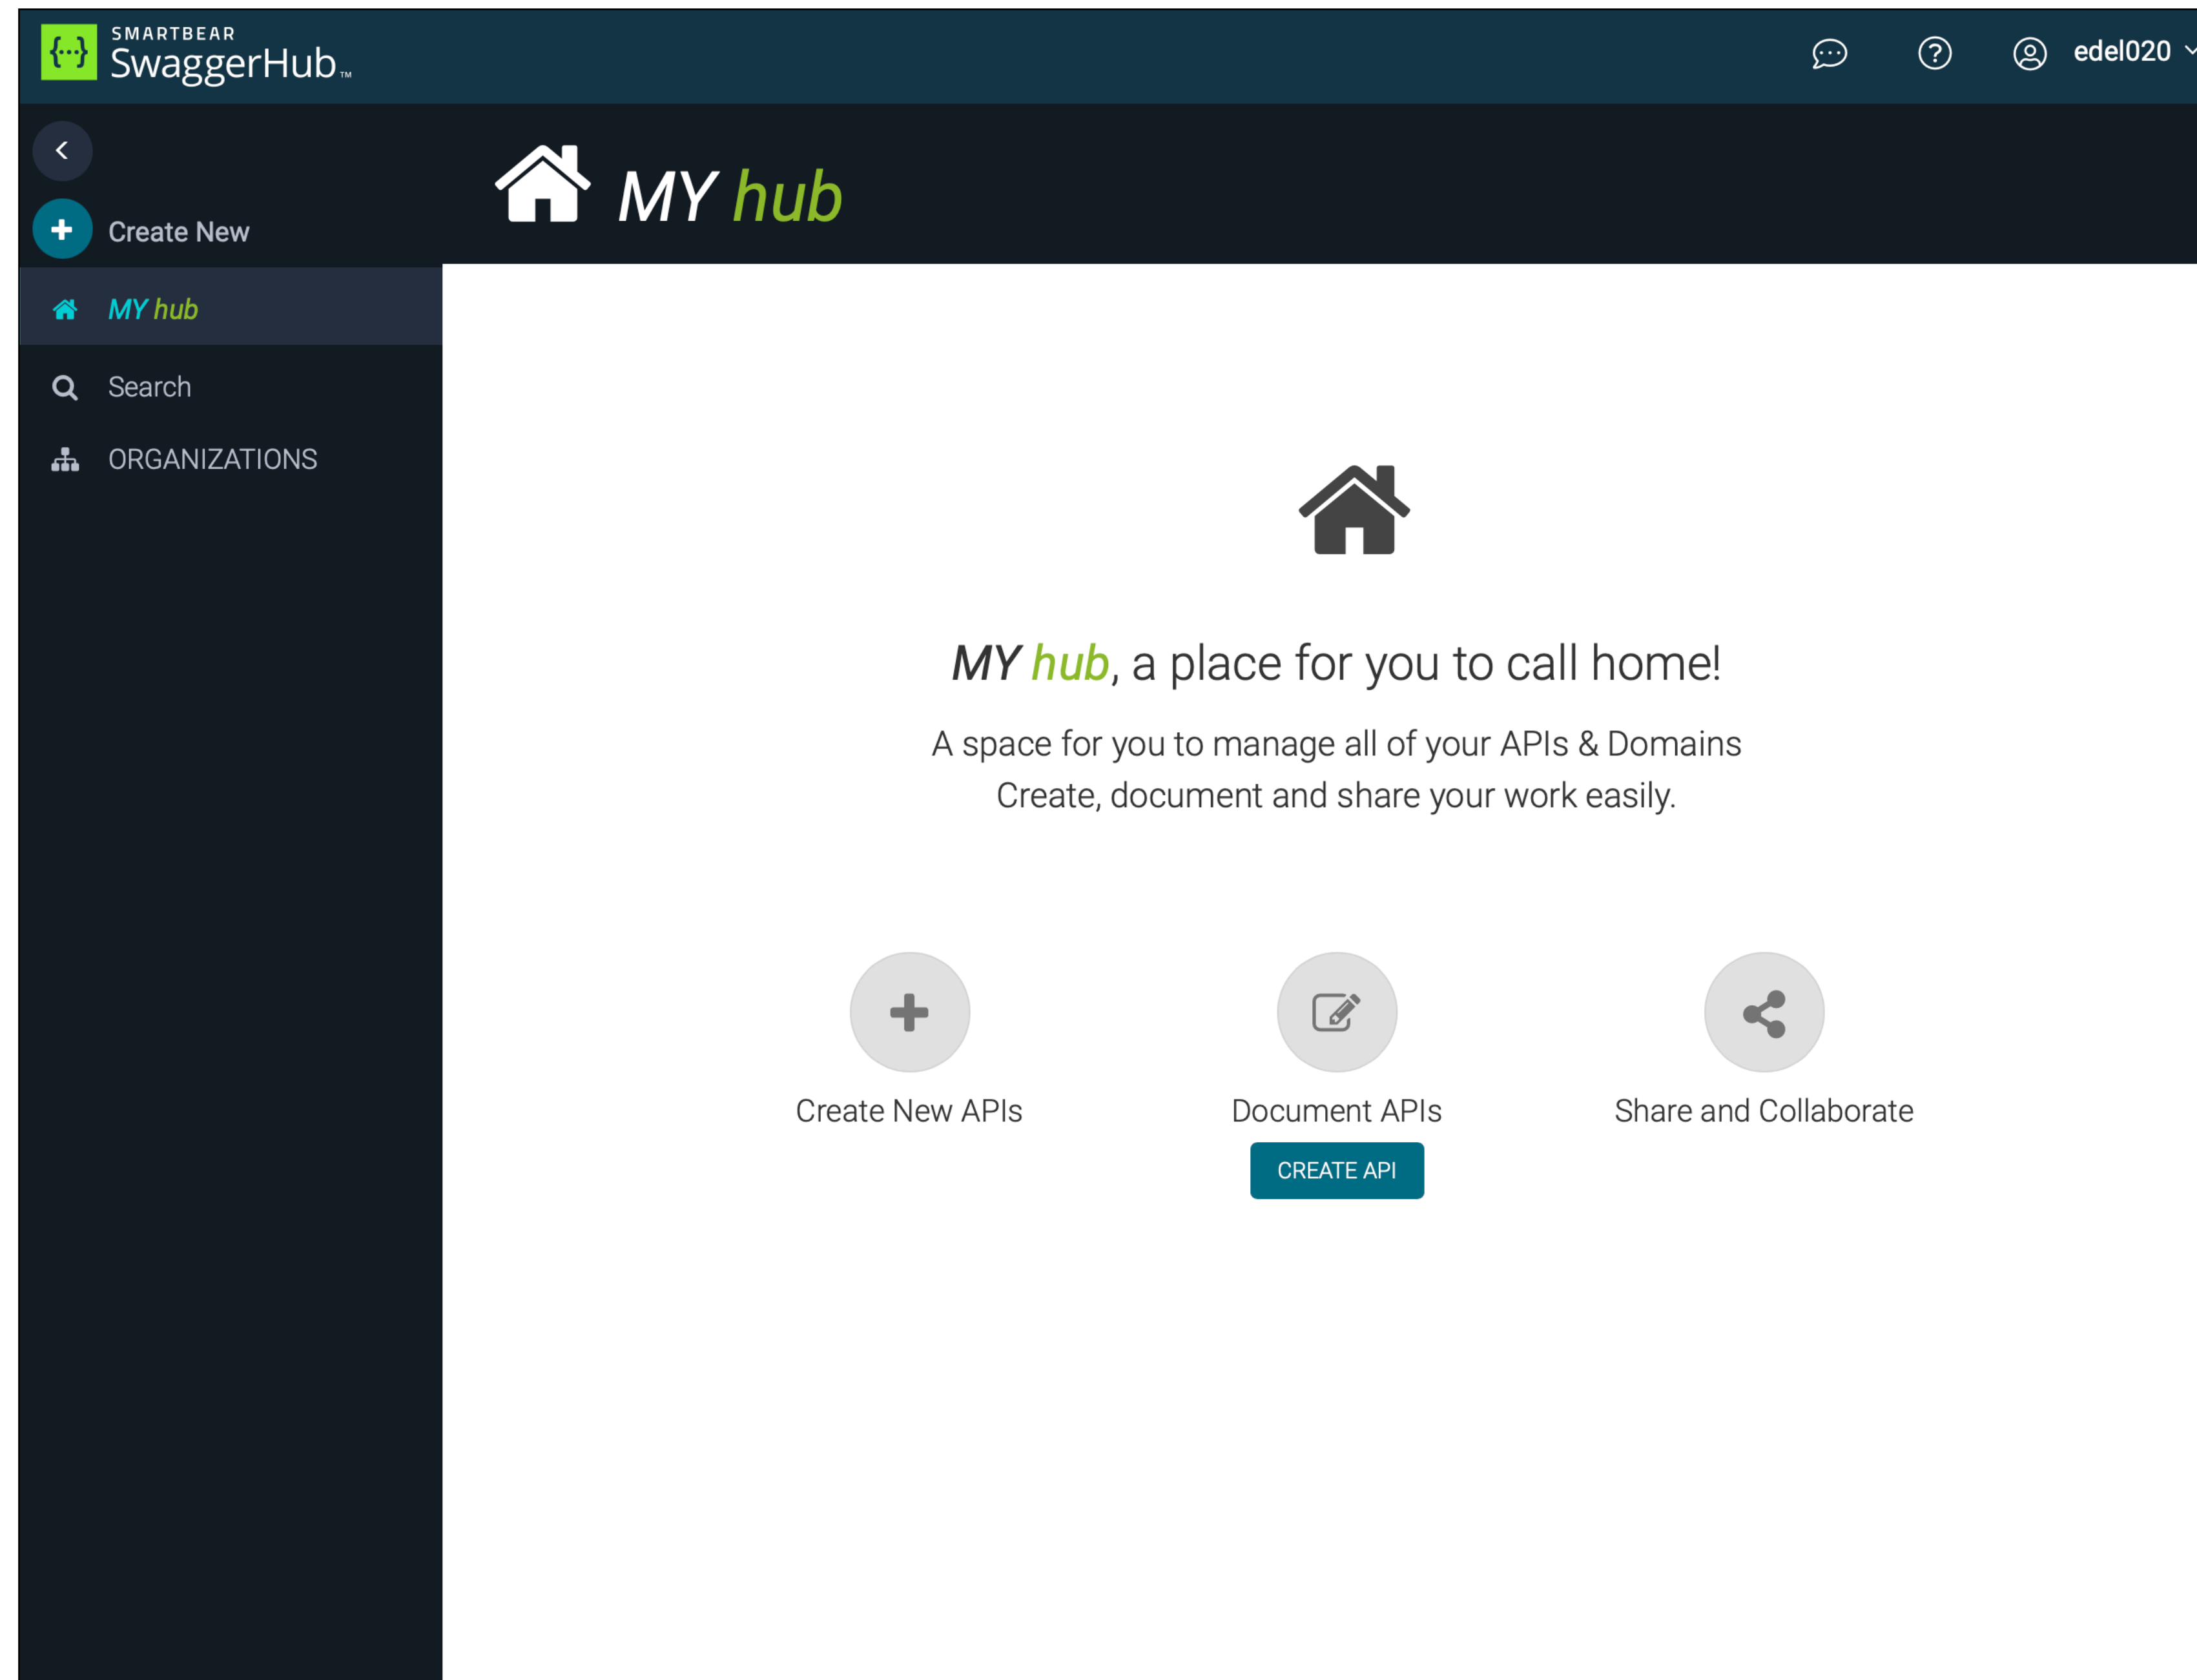 SMARTBEAR
SwaggerHub™
edel020
MY hub
Create New
MY hub
Search
ORGANIZATIONS
MY hub, a place for you to call home!
A space for you to manage all of your APIs & Domains
Create, document and share your work easily.
Create New APIs
Document APIs
Share and Collaborate
CREATE API